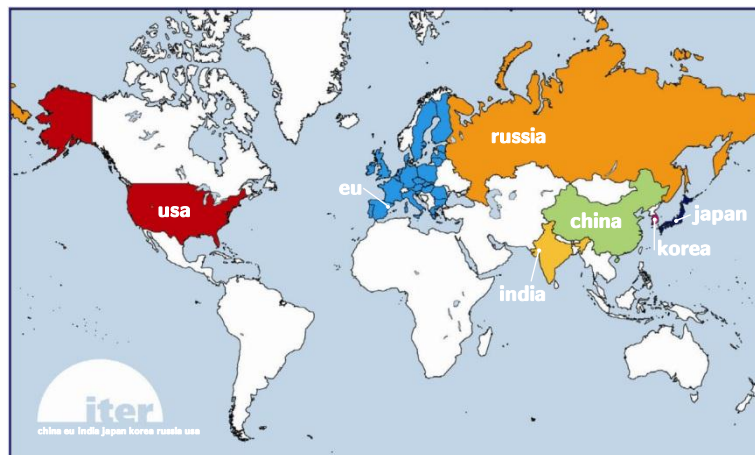 russia
eu
usa
china
japan
korea
india
iter
china eu india japan korea russia usa